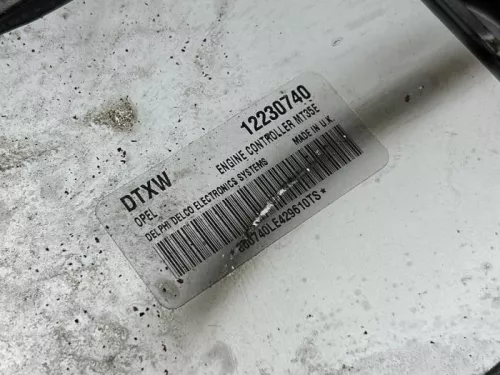 DTXW 12230740
OPEL ENGINE CONTROLLER, MT35E
DELPHI DELCO ELECTRONICS SYSTEMS MADE IN U.K.